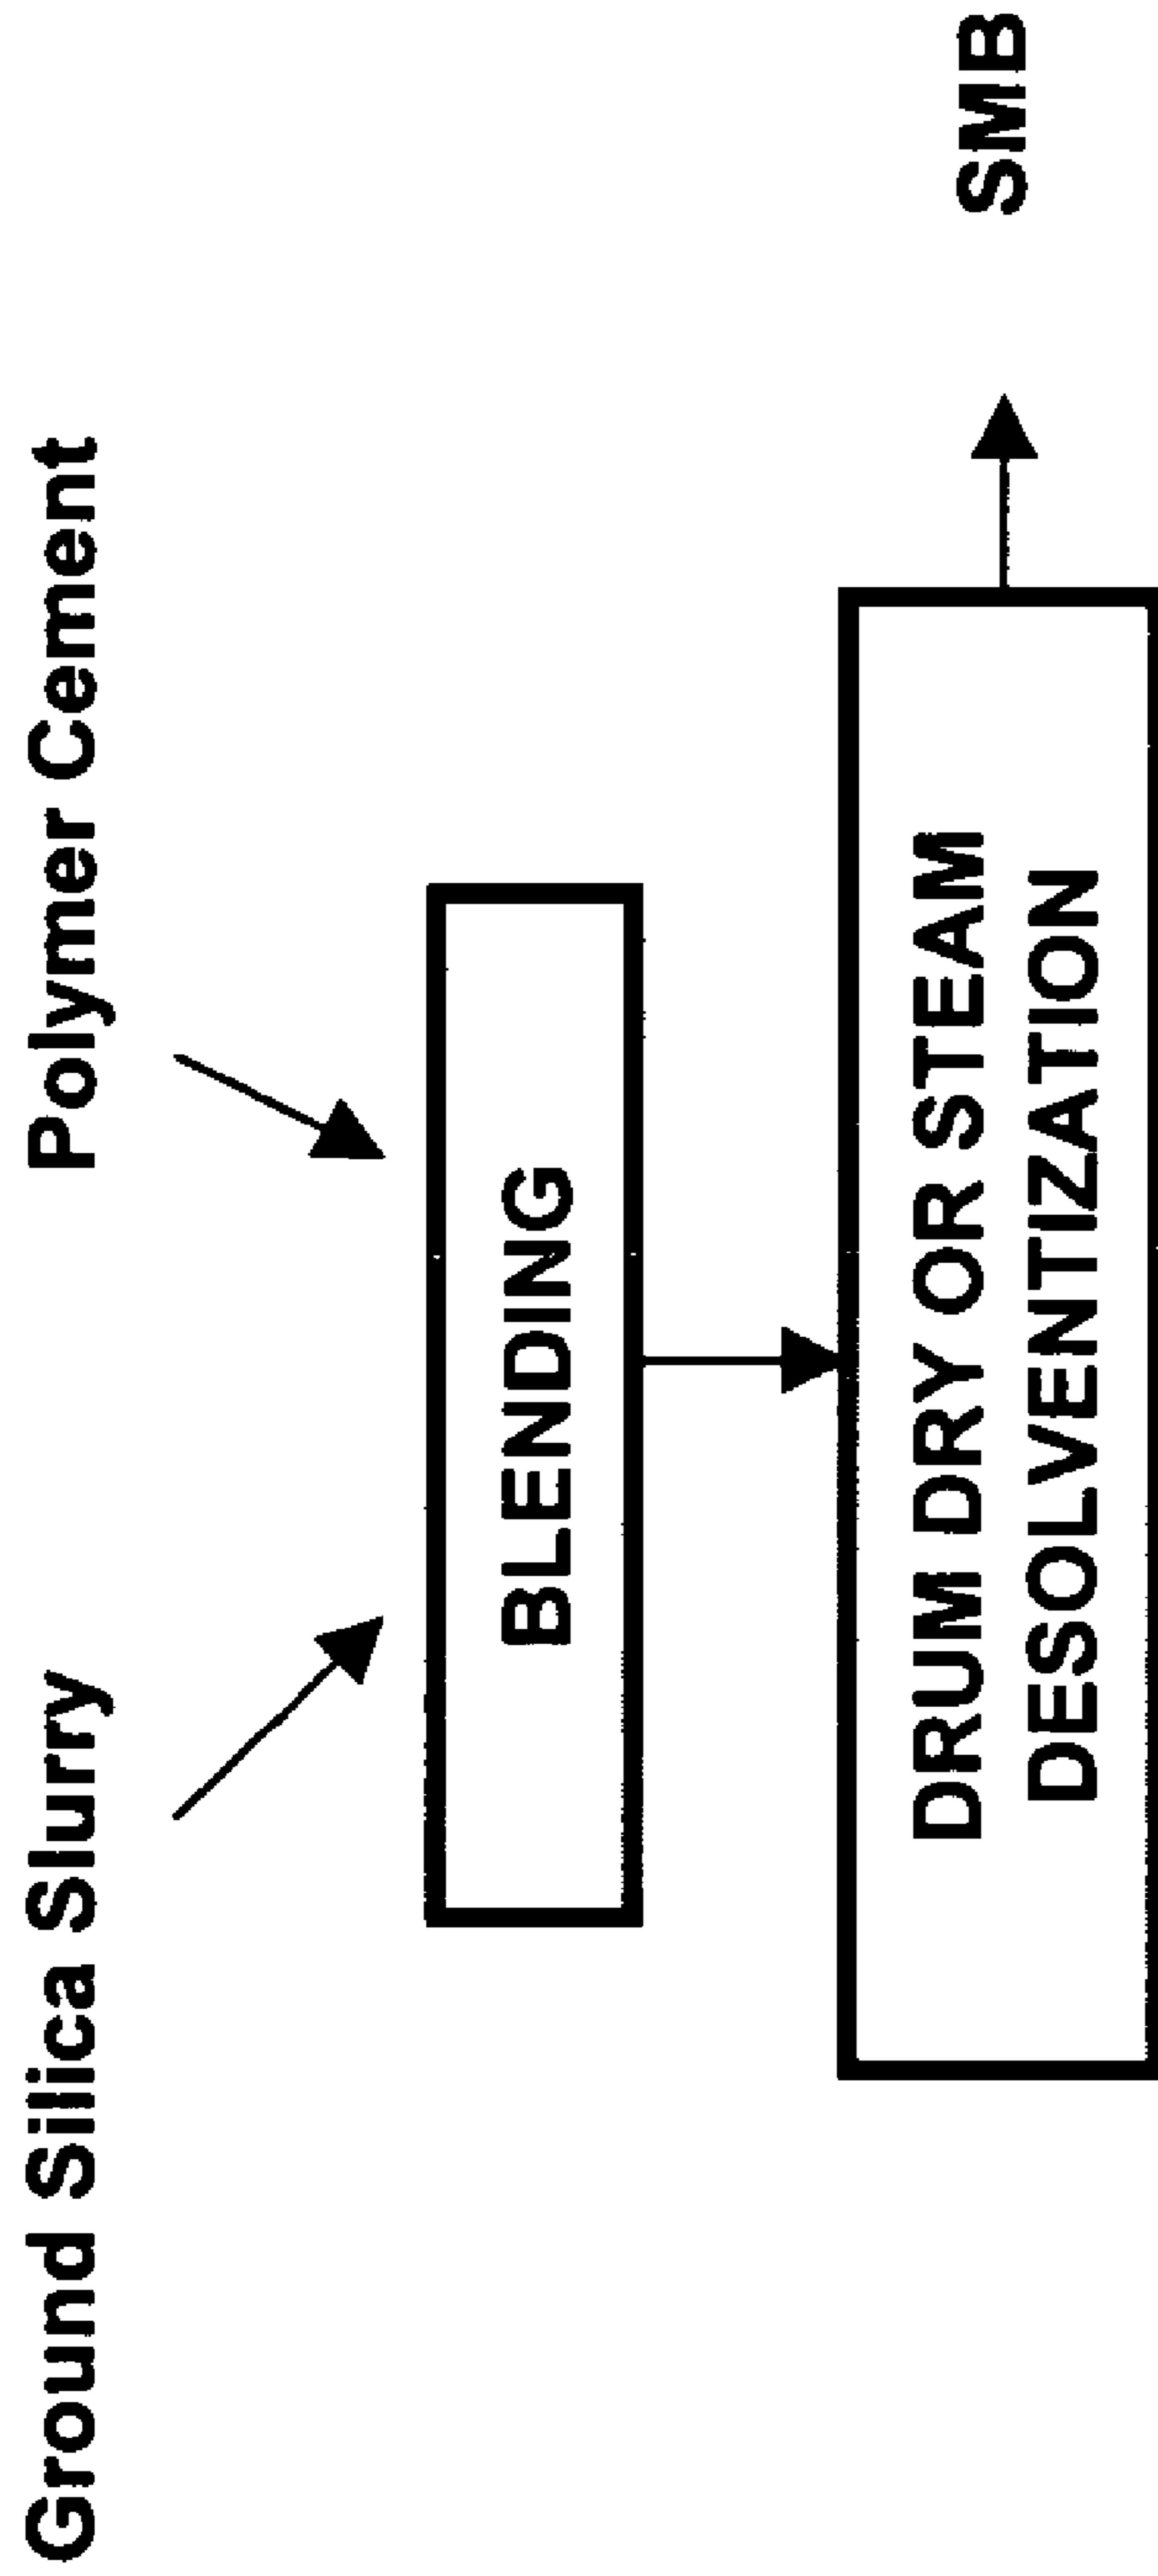 Ground Silica Slurry
Polymer Cement
BLENDING
DRUM DRY OR STEAM
DESOLVENTIZATION
SMB